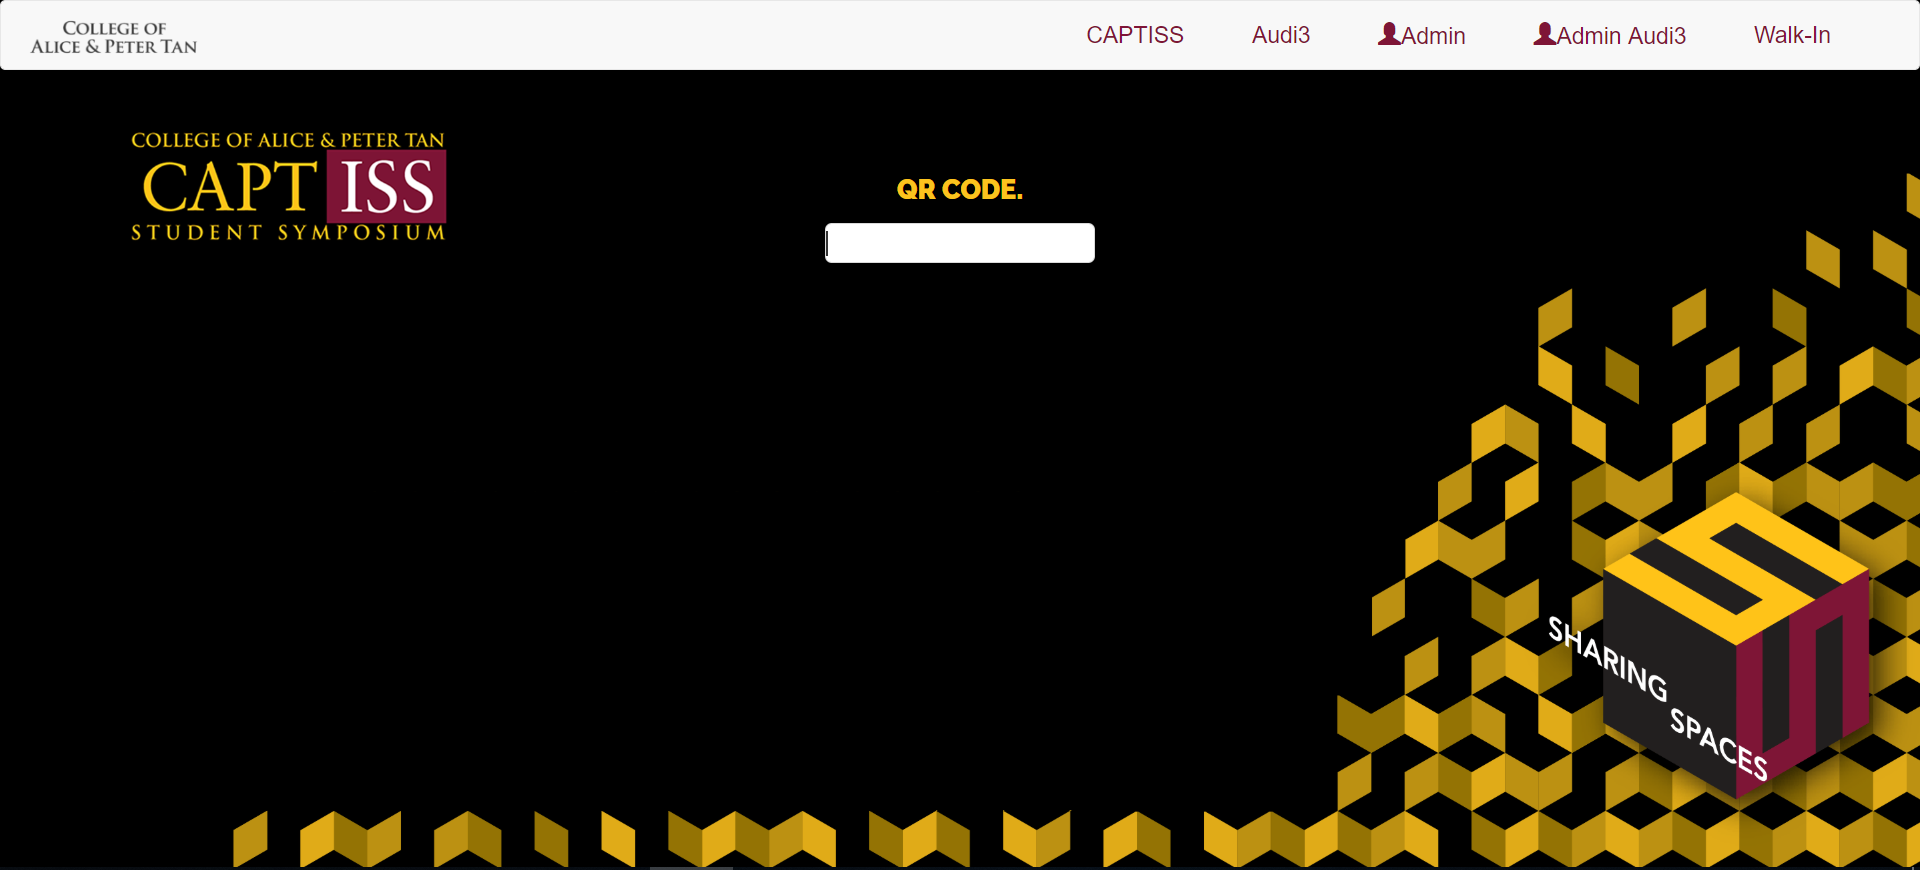 COLLEGE OF
ALICE & PETER TAN
CAPTISS
Audi3
Admin
Admin Audi3
Walk-In
COLLEGE OF ALICE & PETER TAN
CAPT ISS
STUDENT SYMPOSIUM
QR CODE.
SHARING
SPACES